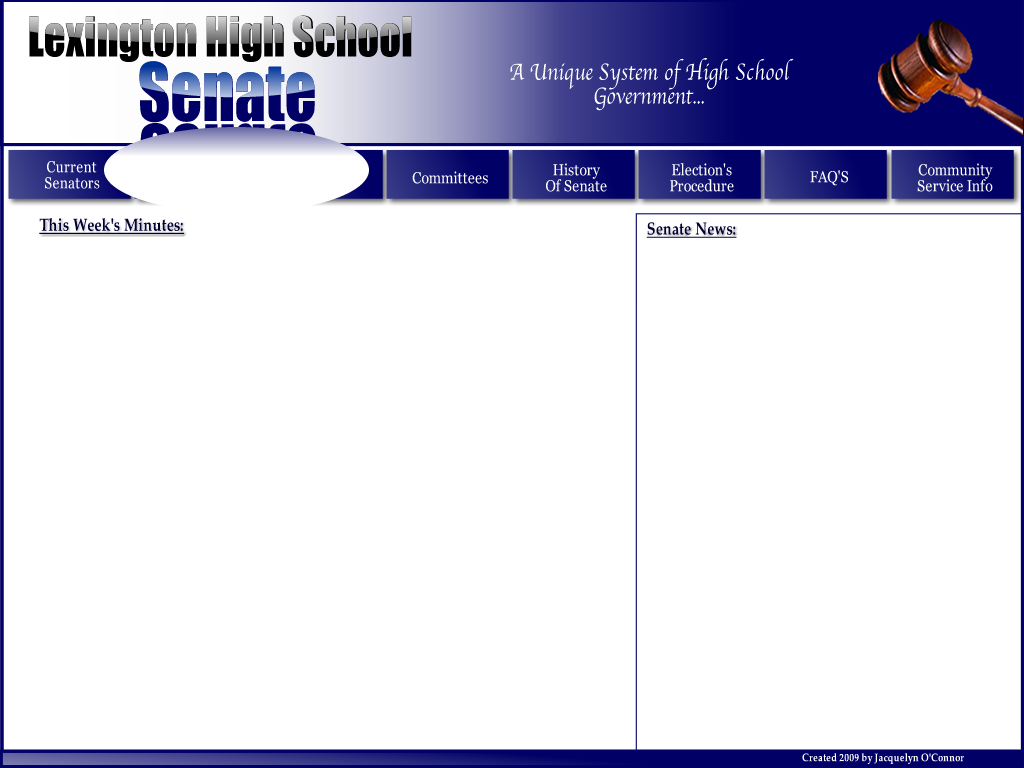 Lexington High School
Senate
A Unique System of High School
Government...
Current
Senators
Committees
History
Of Senate
Election's
Procedure
FAQ'S
Community
Service Info
This Week's Minutes:
Senate News:
Created 2009 by Jacquelyn O'Connor